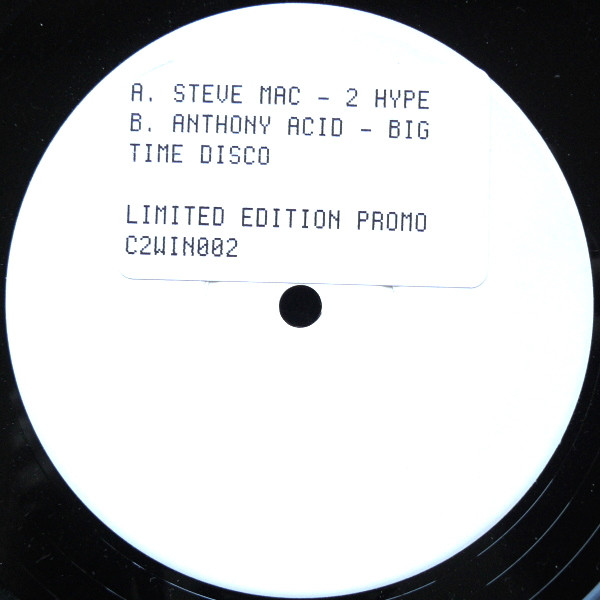 A. STEVE MAC - 2 HYPE
B. ANTHONY ACID - BIG
TIME DISCO
LIMITED EDITION PROMO
C2WIN002